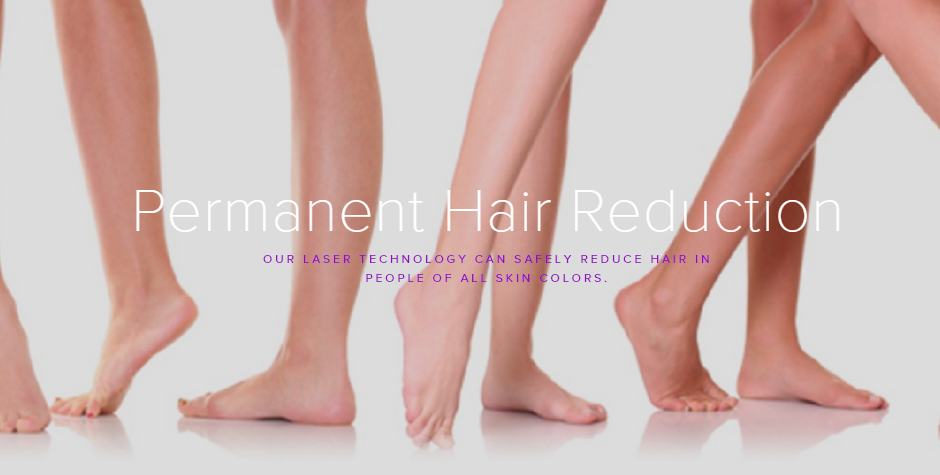 Permanent Hair Reduction
OUR LASER TECHNOLOGY CAN SAFELY REDUCE HAIR IN
PEOPLE OF ALL SKIN COLORS.